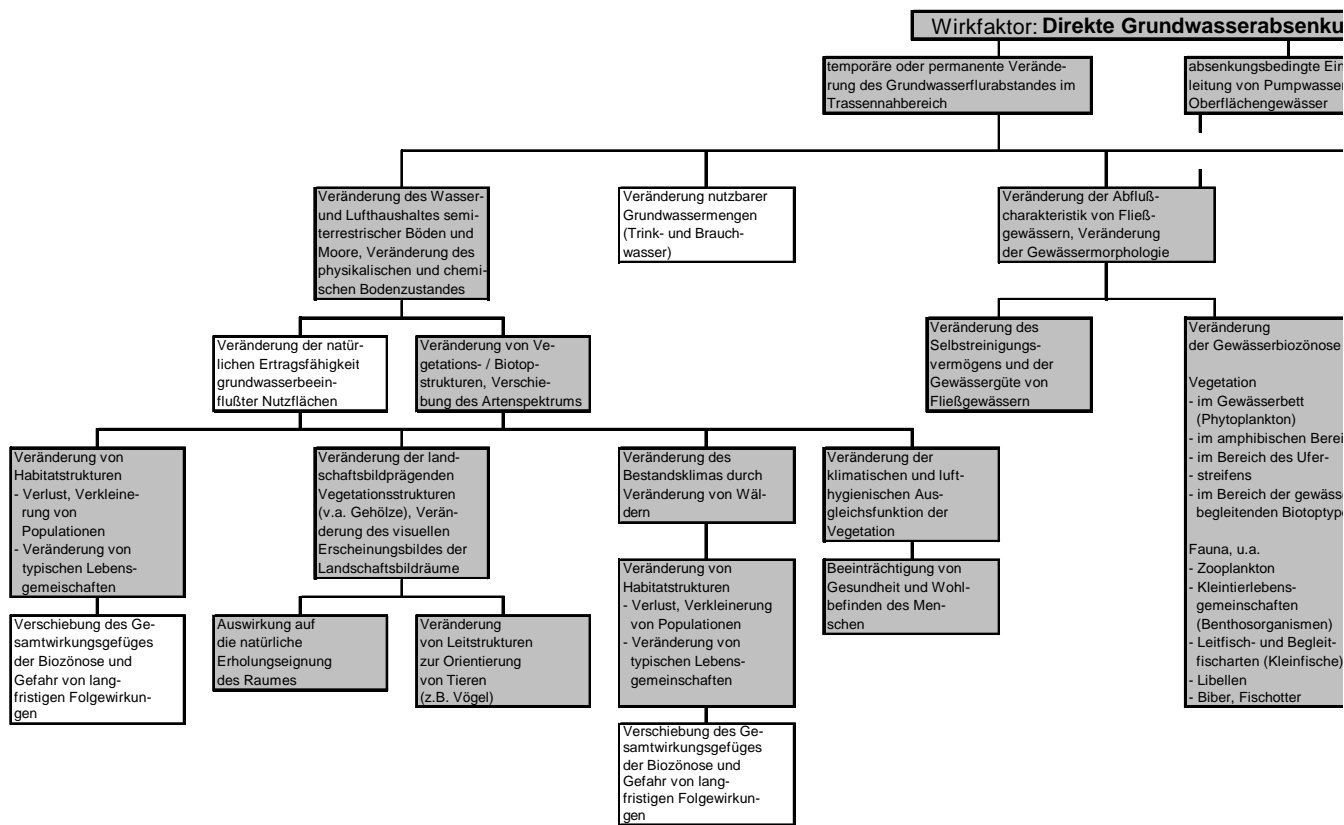 Wirkfaktor: Direkte Grundwasserabsenku
temporäre oder permanente Verände-
rung des Grundwasserflurabstandes im
Trassennahbereich
absenkungsbedingte Ein
leitung von Pumpwasser
Oberflächengewässer
Veränderung des Wasser-
und Lufthaushaltes semi-
terrestrischer Böden und
Moore, Veränderung des
physikalischen und chemi-
schen Bodenzustandes
Veränderung nutzbarer
Grundwassermengen
(Trink- und Brauch-
wasser)
Veränderung der Abfluß-
charakteristik von Fließ-
gewässern, Veränderung
der Gewässermorphologie
Veränderung der natür-
lichen Ertragsfähigkeit
grundwasserbeein-
flußter Nutzflächen
Veränderung von Ve-
getations- / Biotop-
strukturen, Verschie-
bung des Artenspektrums
Veränderung des
Selbstreinigungs-
vermögens und der
Gewässergüte von
Fließgewässern
Veränderung
der Gewässerbiozönose
Vegetation
- im Gewässerbett
(Phytoplankton)
- im amphibischen Berei
- im Bereich des Ufer-
- streifens
- im Bereich der gewässe
begleitenden Biotoptype
Fauna, u.a.
- Zooplankton
- Kleintierlebens-
gemeinschaften
(Benthosorganismen)
- Leitfisch- und Begleit-
fischarten (Kleinfische)
- Libellen
- Biber, Fischotter
Veränderung von
Habitatstrukturen
- Verlust, Verkleine-
rung von
Populationen
- Veränderung von
typischen Lebens-
gemeischaften
Veränderung der land-
schaftsbildprägenden
Vegetationsstrukturen
(v.a. Gehölze), Verän-
derung des visuellen
Erscheinungsbildes der
Landschaftsbildräume
Veränderung des
Bestandsklimas durch
Veränderung von Wäl-
dern
Veränderung der
klimatischen und luft-
hygienischen Aus-
gleichsfunktion der
Vegetation
Verschiebung des Ge-
samtwirkungsgefüges
der Biozönose und
Gefahr von lang-
fristigen Folgewirkun-
gen
Auswirkung auf
die natürliche
Erholungseignung
des Raumes
Veränderung
von Leitstrukturen
zur Orientierung
von Tieren
(z.B. Vögel)
Veränderung von
Habitatstrukturen
- Verlust, Verkleinerung
von Populationen
- Veränderung von
typischen Lebens-
gemeinschaften
Beeinträchtigung von
Gesundheit und Wohl-
befinden des Men-
schen
Verschiebung des Ge-
samtwirkungsgefüges
der Biozönose und
Gefahr von lang-
fristigen Folgewirkun-
gen